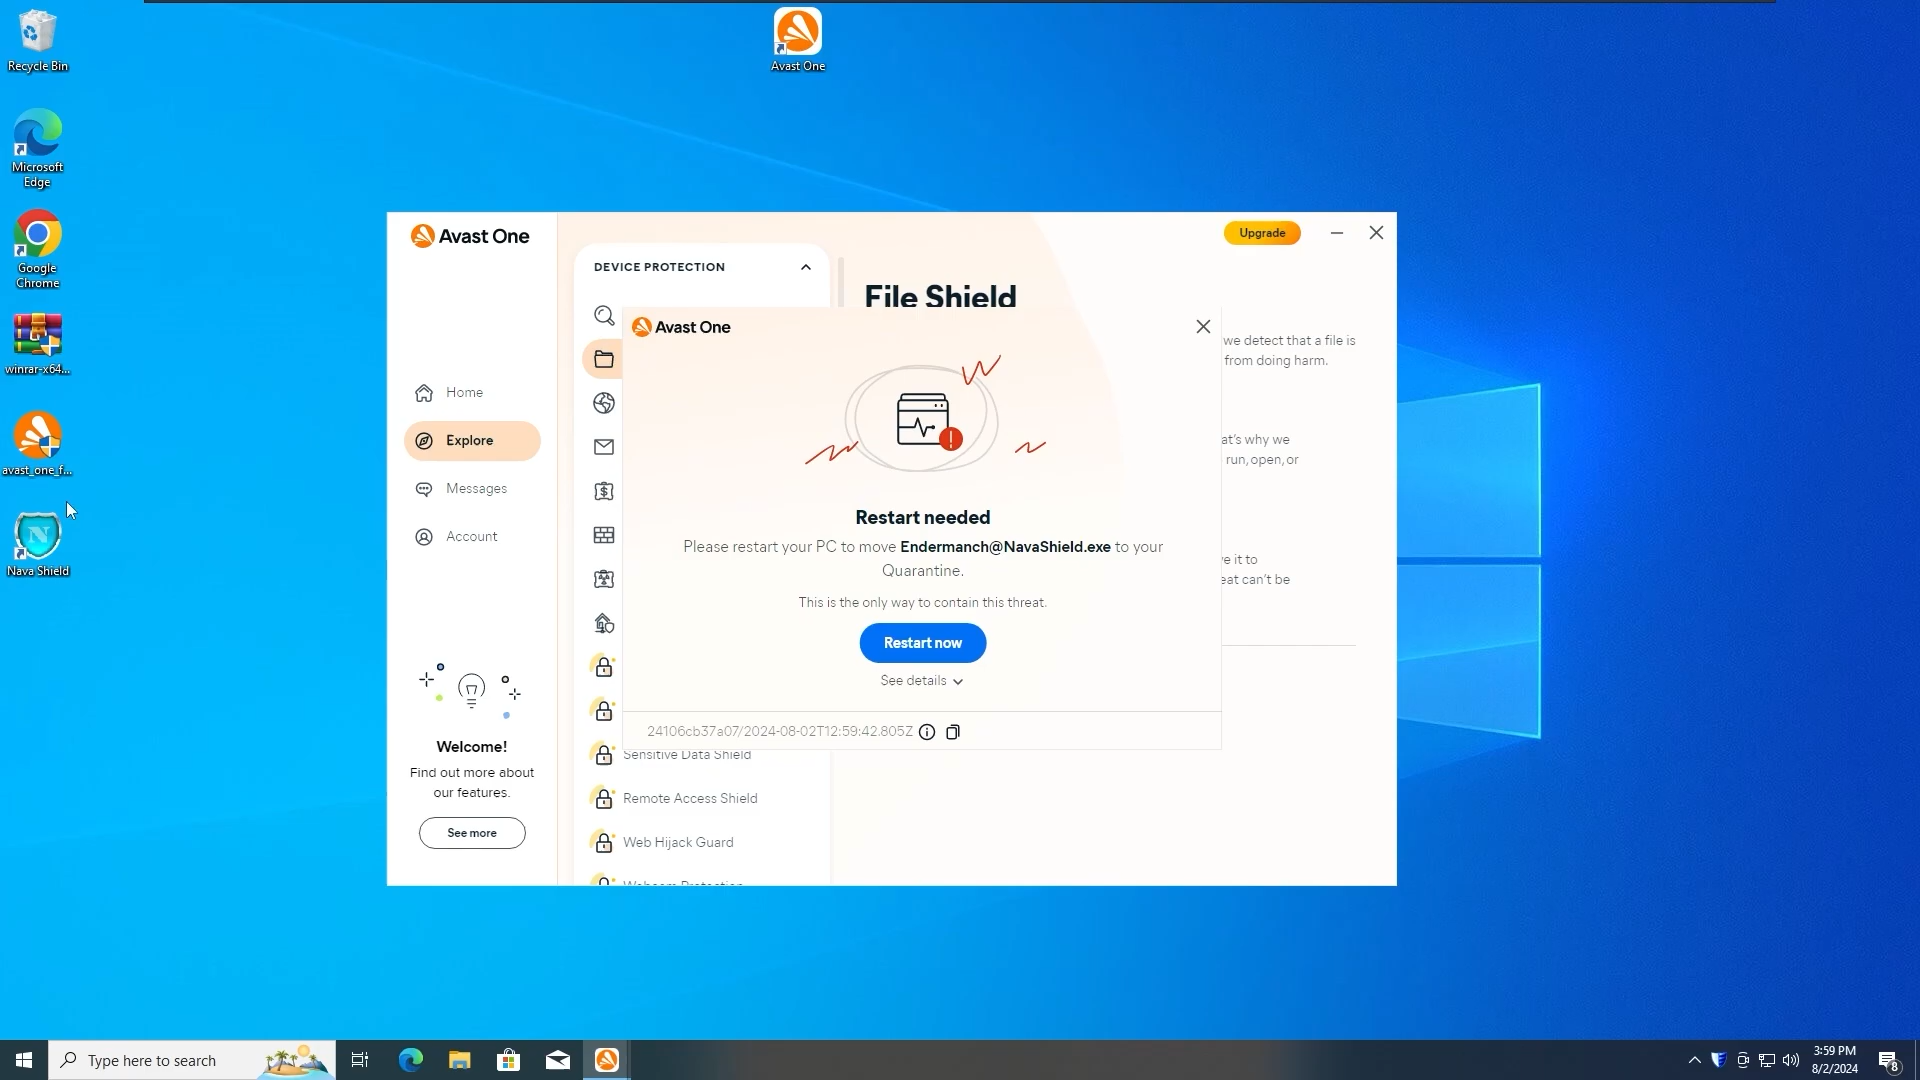 Recycle Bin
Avast One
Microsoft
Edge
Google
Chrome
winrar-x64...
avast_one_f...
Nava Shield
Avast One
Upgrade
Home
Explore
Messages
Account
Welcome!
Find out more about
our features.
See more
DEVICE PROTECTION
Sensitive Data Shield
Remote Access Shield
Web Hijack Guard
Webcam Protection
File Shield
we detect that a file is
from doing harm.
at's why we
run, open, or
ve it to
eat can't be
Avast One
Restart needed
Please restart your PC to move Endermanch@NavaShield.exe to your
Quarantine.
This is the only way to contain this threat.
Restart now
See details
24106cb37a07/2024-08-02T12:59:42.805Z
Type here to search
3:59 PM
8/2/2024
8